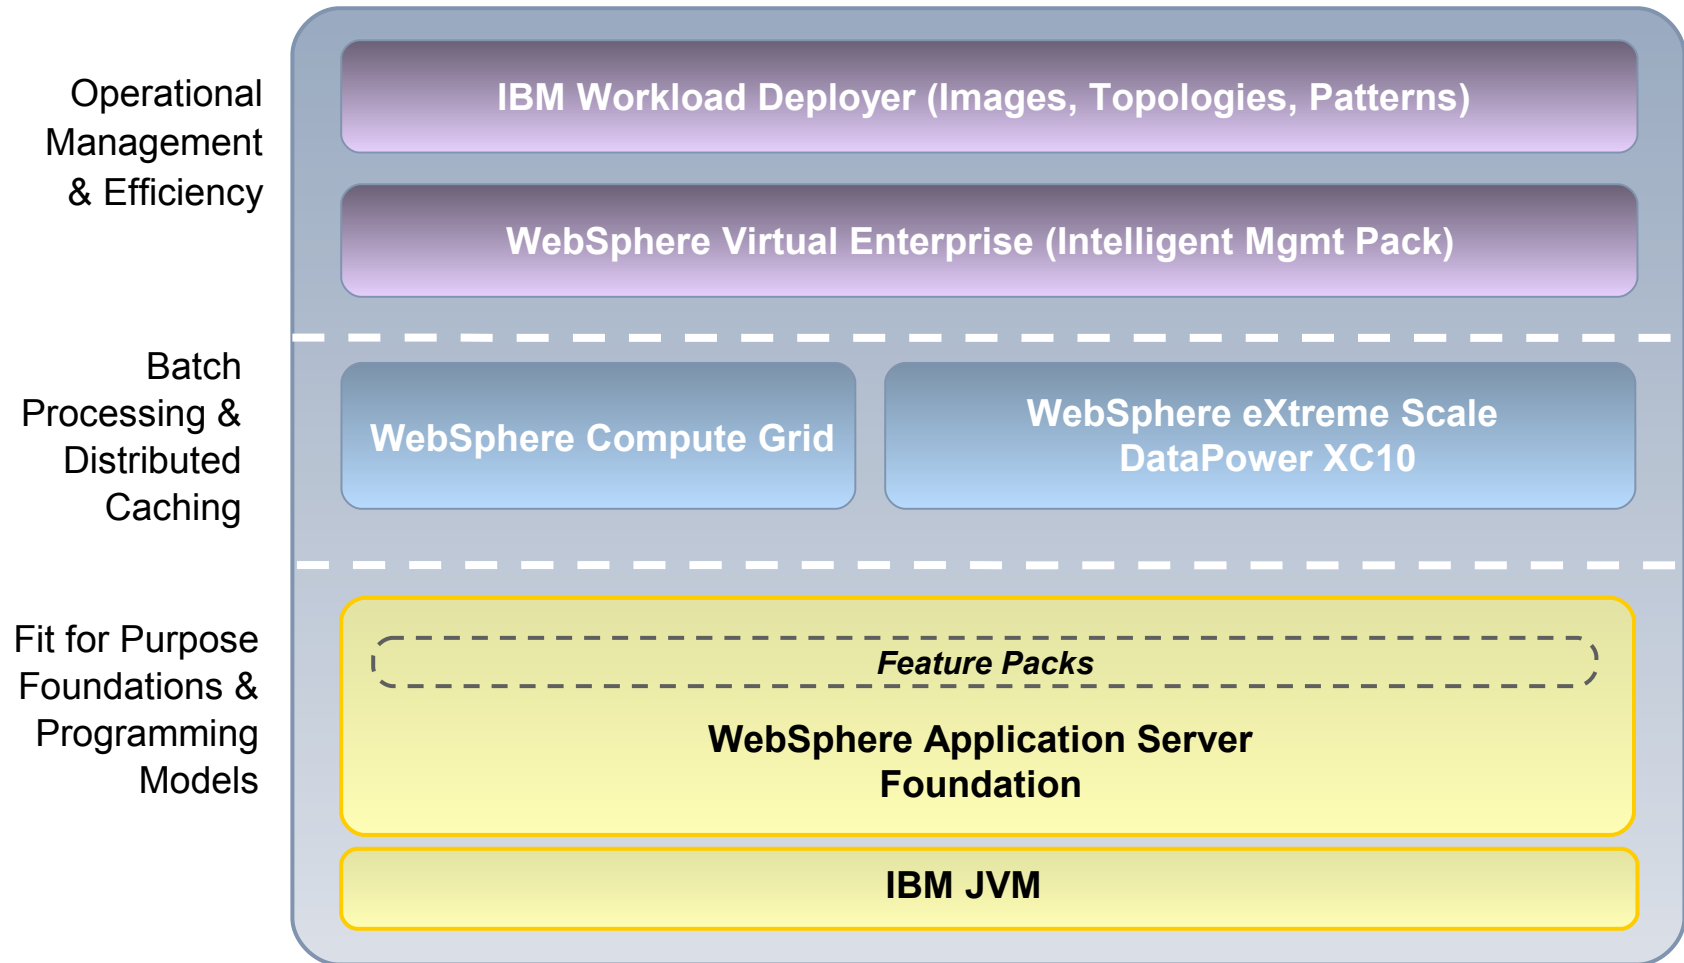 Operational
Management
& Efficiency
IBM Workload Deployer (Images, Topologies, Patterns)
WebSphere Virtual Enterprise (Intelligent Mgmt Pack)
Batch
Processing &
Distributed
Caching
WebSphere Compute Grid
WebSphere eXtreme Scale
DataPower XC10
Fit for Purpose
Foundations &
Programming
Models
Feature Packs
WebSphere Application Server
Foundation
IBM JVM